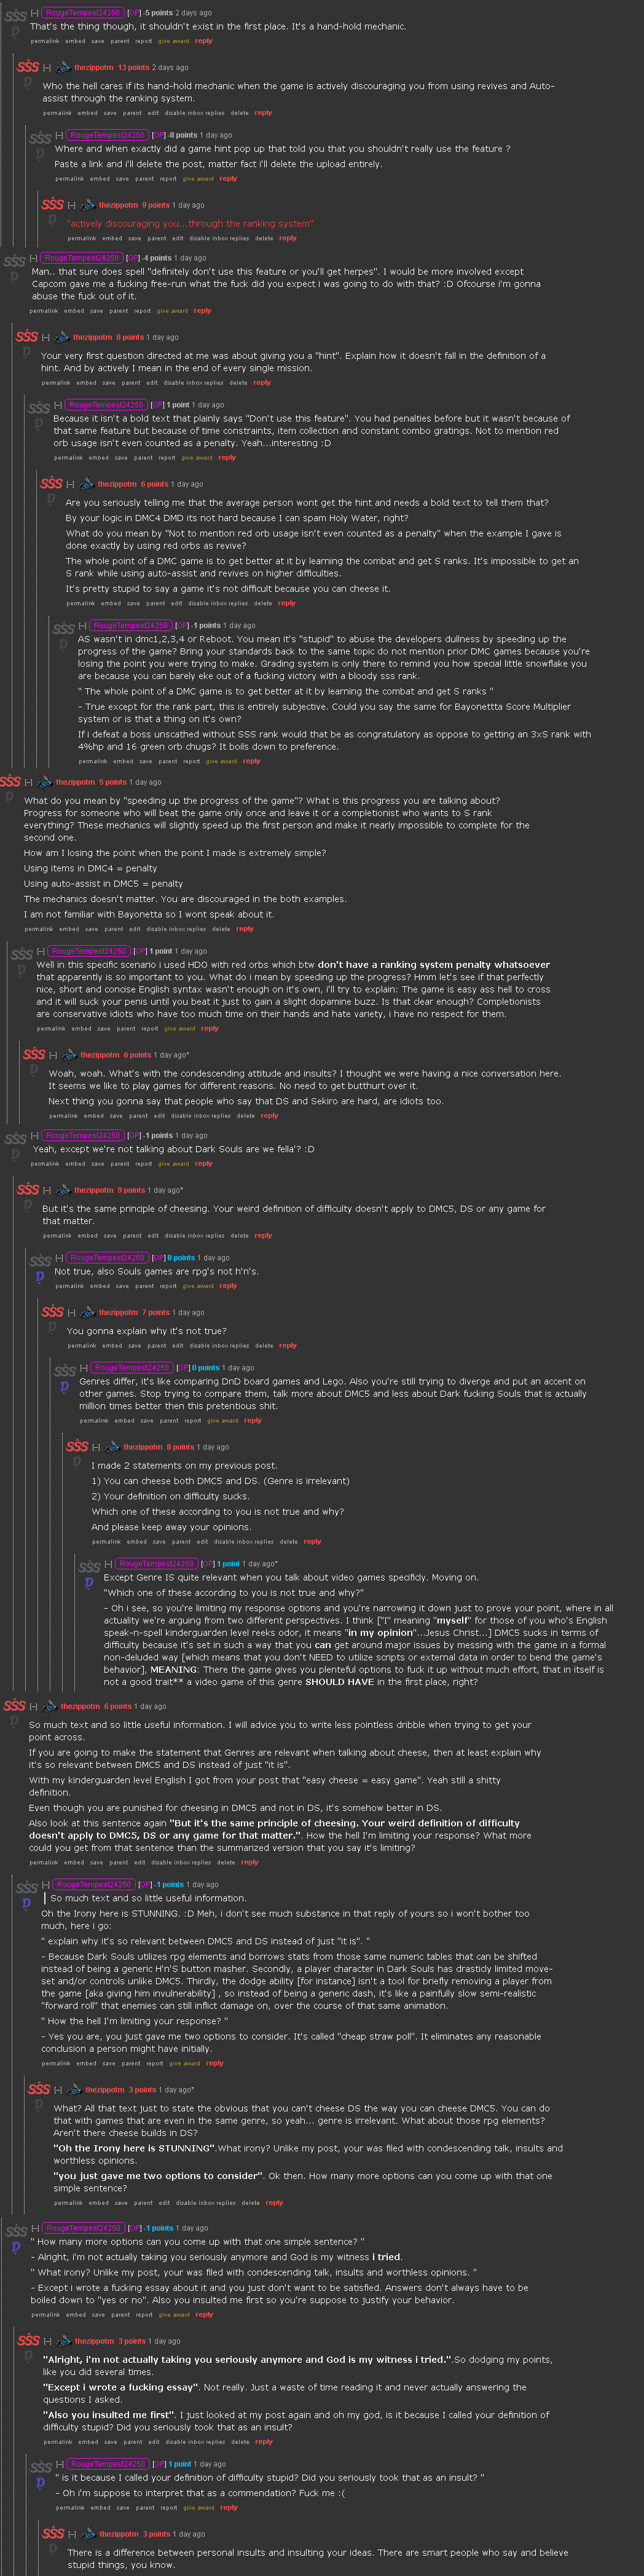 SSS
D
[–] RougeTempest24250 [OP] -5 points 2 days ago
That's the thing though, it shouldn't exist in the first place. It's a hand-hold mechanic.
permalink embed save parent report give award reply
SSS
D
[–] thezippotm 13 points 2 days ago
Who the hell cares if its hand-hold mechanic when the game is actively discouraging you from using revives and Auto-
assist through the ranking system.
permalink embed save parent edit disable inbox replies delete reply
SSS
D
[–] RougeTempest24250 [OP] -8 points 1 day ago
Where and when exactly did a game hint pop up that told you that you shouldn't really use the feature ?
Paste a link and i'll delete the post, matter fact i'll delete the upload entirely.
permalink embed save parent report give award reply
SSS
D
[–] thezippotm 9 points 1 day ago
"actively discouraging you...through the ranking system"
permalink embed save parent edit disable inbox replies delete reply
SSS
D
[–] RougeTempest24250 [OP] -4 points 1 day ago
Man.. that sure does spell "definitely don't use this feature or you'll get herpes". I would be more involved except
Capcom gave me a fucking free-run what the fuck did you expect i was going to do with that? :D Ofcourse i'm gonna
abuse the fuck out of it.
permalink embed save parent report give award reply
SSS
D
[–] thezippotm 8 points 1 day ago
Your very first question directed at me was about giving you a "hint". Explain how it doesn't fall in the definition of a
hint. And by actively I mean in the end of every single mission.
permalink embed save parent edit disable inbox replies delete reply
SSS
D
[–] RougeTempest24250 [OP] 1 point 1 day ago
Because it isn't a bold text that plainly says "Don't use this feature". You had penalties before but it wasn't because of
that same feature but because of time constraints, item collection and constant combo gratings. Not to mention red
orb usage isn't even counted as a penalty. Yeah...interesting :D
permalink embed save parent report give award reply
SSS
D
[–] thezippotm 6 points 1 day ago
Are you seriously telling me that the average person wont get the hint and needs a bold text to tell them that?
By your logic in DMC4 DMD its not hard because I can spam Holy Water, right?
What do you mean by "Not to mention red orb usage isn't even counted as a penalty" when the example I gave is
done exactly by using red orbs as revive?
The whole point of a DMC game is to get better at it by learning the combat and get S ranks. It's impossible to get an
S rank while using auto-assist and revives on higher difficulties.
It's pretty stupid to say a game it's not difficult because you can cheese it.
permalink embed save parent edit disable inbox replies delete reply
SSS
D
[–] RougeTempest24250 [OP] -1 points 1 day ago
AS wasn't in dmc1,2,3,4 or Reboot. You mean it's "stupid" to abuse the developers dullness by speeding up the
progress of the game? Bring your standards back to the same topic do not mention prior DMC games because you're
losing the point you were trying to make. Grading system is only there to remind you how special little snowflake you
are because you can barely eke out of a fucking victory with a bloody sss rank.
" The whole point of a DMC game is to get better at it by learning the combat and get S ranks "
- True except for the rank part, this is entirely subjective. Could you say the same for Bayonettta Score Multiplier
system or is that a thing on it's own?
If i defeat a boss unscathed without SSS rank would that be as congratulatory as oppose to getting an 3xS rank with
4%hp and 16 green orb chugs? It boils down to preference.
permalink embed save parent report give award reply
SSS
D
[–] thezippotm 5 points 1 day ago
What do you mean by "speeding up the progress of the game"? What is this progress you are talking about?
Progress for someone who will beat the game only once and leave it or a completionist who wants to S rank
everything? These mechanics will slightly speed up the first person and make it nearly impossible to complete for the
second one.
How am I losing the point when the point I made is extremely simple?
Using items in DMC4 = penalty
Using auto-assist in DMC5 = penalty
The mechanics doesn't matter. You are discouraged in the both examples.
I am not familiar with Bayonetta so I wont speak about it.
permalink embed save parent edit disable inbox replies delete reply
SSS
D
[–] RougeTempest24250 [OP] 1 point 1 day ago
Well in this specific scenario i used HDO with red orbs which btw don't have a ranking system penalty whatsoever
that apparently is so important to you. What do i mean by speeding up the progress? Hmm let's see if that perfectly
nice, short and concise English syntax wasn't enough on it's own, i'll try to explain: The game is easy ass hell to cross
and it will suck your penis until you beat it just to gain a slight dopamine buzz. Is that clear enough? Completionists
are conservative idiots who have too much time on their hands and hate variety, i have no respect for them.
permalink embed save parent report give award reply
SSS
D
[–] thezippotm 6 points 1 day ago*
Woah, woah. What's with the condescending attitude and insults? I thought we were having a nice conversation here.
It seems we like to play games for different reasons. No need to get butthurt over it.
Next thing you gonna say that people who say that DS and Sekiro are hard, are idiots too.
permalink embed save parent edit disable inbox replies delete reply
SSS
D
[–] RougeTempest24250 [OP] -1 points 1 day ago
Yeah, except we're not talking about Dark Souls are we fella'? :D
permalink embed save parent report give award reply
SSS
D
[–] thezippotm 9 points 1 day ago*
But it's the same principle of cheesing. Your weird definition of difficulty doesn't apply to DMC5, DS or any game for
that matter.
permalink embed save parent edit disable inbox replies delete reply
SSS
D
[–] RougeTempest24250 [OP] 0 points 1 day ago
Not true, also Souls games are rpg's not h'n's.
permalink embed save parent report give award reply
SSS
D
[–] thezippotm 7 points 1 day ago
You gonna explain why it's not true?
permalink embed save parent edit disable inbox replies delete reply
SSS
D
[–] RougeTempest24250 [OP] 0 points 1 day ago
Genres differ, it's like comparing DnD board games and Lego. Also you're still trying to diverge and put an accent on
other games. Stop trying to compare them, talk more about DMC5 and less about Dark fucking Souls that is actually
million times better then this pretentious shit.
permalink embed save parent report give award reply
SSS
D
[–] thezippotm 8 points 1 day ago
I made 2 statements on my previous post.
1) You can cheese both DMC5 and DS. (Genre is irrelevant)
2) Your definition on difficulty sucks.
Which one of these according to you is not true and why?
And please keep away your opinions.
permalink embed save parent edit disable inbox replies delete reply
SSS
D
[–] RougeTempest24250 [OP] 1 point 1 day ago*
Except Genre IS quite relevant when you talk about video games specificly. Moving on.
"Which one of these according to you is not true and why?"
- Oh i see, so you're limiting my response options and you're narrowing it down just to prove your point, where in all
actuality we're arguing from two different perspectives. I think ["I" meaning "myself" for those of you who's English
speak-n-spell kinderguarden level reeks odor, it means "in my opinion"...Jesus Christ...] DMC5 sucks in terms of
difficulty because it's set in such a way that you can get around major issues by messing with the game in a formal
non-deluded way [which means that you don't NEED to utilize scripts or external data in order to bend the game's
behavior], MEANING: There the game gives you plenteful options to fuck it up without much effort, that in itself is
not a good trait** a video game of this genre SHOULD HAVE in the first place, right?
SSS
D
[–] thezippotm 6 points 1 day ago
So much text and so little useful information. I will advice you to write less pointless dribble when trying to get your
point across.
If you are going to make the statement that Genres are relevant when talking about cheese, then at least explain why
it's so relevant between DMC5 and DS instead of just "it is".
With my kinderguarden level English I got from your post that "easy cheese = easy game". Yeah still a shitty
definition.
Even though you are punished for cheesing in DMC5 and not in DS, it's somehow better in DS.
Also look at this sentence again "But it's the same principle of cheesing. Your weird definition of difficulty
doesn't apply to DMC5, DS or any game for that matter.". How the hell I'm limiting your response? What more
could you get from that sentence than the summarized version that you say it's limiting?
permalink embed save parent edit disable inbox replies delete reply
SSS
D
[–] RougeTempest24250 [OP] -1 points 1 day ago
So much text and so little useful information.
Oh the Irony here is STUNNING. :D Meh, i don't see much substance in that reply of yours so i won't bother too
much, here i go:
" explain why it's so relevant between DMC5 and DS instead of just "it is". "
- Because Dark Souls utilizes rpg elements and borrows stats from those same numeric tables that can be shifted
instead of being a generic H'n'S button masher. Secondly, a player character in Dark Souls has drasticly limited move-
set and/or controls unlike DMC5. Thirdly, the dodge ability [for instance] isn't a tool for briefly removing a player from
the game [aka giving him invulnerability] , so instead of being a generic dash, it's like a painfully slow semi-realistic
"forward roll" that enemies can still inflict damage on, over the course of that same animation.
" How the hell I'm limiting your response? "
- Yes you are, you just gave me two options to consider. It's called "cheap straw poll". It eliminates any reasonable
conclusion a person might have initially.
permalink embed save parent report give award reply
SSS
D
[–] thezippotm 3 points 1 day ago*
What? All that text just to state the obvious that you can't cheese DS the way you can cheese DMC5. You can do
that with games that are even in the same genre, so yeah... genre is irrelevant. What about those rpg elements?
Aren't there cheese builds in DS?
"Oh the Irony here is STUNNING".What irony? Unlike my post, your was filed with condescending talk, insults and
worthless opinions.
"you just gave me two options to consider". Ok then. How many more options can you come up with that one
simple sentence?
permalink embed save parent edit disable inbox replies delete reply
SSS
D
[–] RougeTempest24250 [OP] -1 points 1 day ago
" How many more options can you come up with that one simple sentence? "
- Alright, i'm not actually taking you seriously anymore and God is my witness i tried.
" What irony? Unlike my post, your was filed with condescending talk, insults and worthless opinions. "
- Except i wrote a fucking essay about it and you just don't want to be satisfied. Answers don't always have to be
boiled down to "yes or no". Also you insulted me first so you're suppose to justify your behavior.
permalink embed save parent report give award reply
SSS
D
[–] thezippotm 3 points 1 day ago
"Alright, i'm not actually taking you seriously anymore and God is my witness i tried.".So dodging my points,
like you did several times.
"Except i wrote a fucking essay". Not really. Just a waste of time reading it and never actually answering the
questions I asked.
"Also you insulted me first". I just looked at my post again and oh my god, is it because I called your definition of
difficulty stupid? Did you seriously took that as an insult?
permalink embed save parent edit disable inbox replies delete reply
SSS
D
[–] RougeTempest24250 [OP] 1 point 1 day ago
" is it because I called your definition of difficulty stupid? Did you seriously took that as an insult? "
- Oh i'm suppose to interpret that as a commendation? Fuck me :(
permalink embed save parent report give award reply
SSS
D
[–] thezippotm 3 points 1 day ago
There is a difference between personal insults and insulting your ideas. There are smart people who say and believe
stupid things, you know.